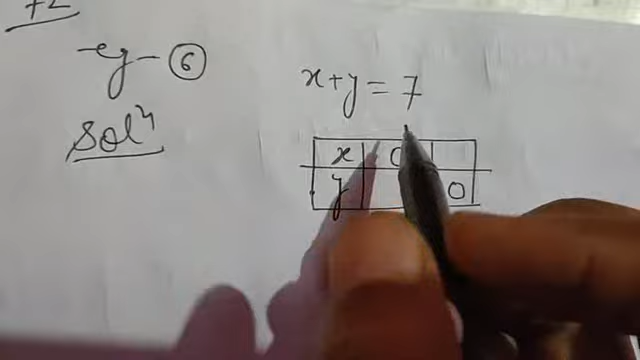 eg - ⑥
x + y = 7
Solⁿ
x 0
y 0